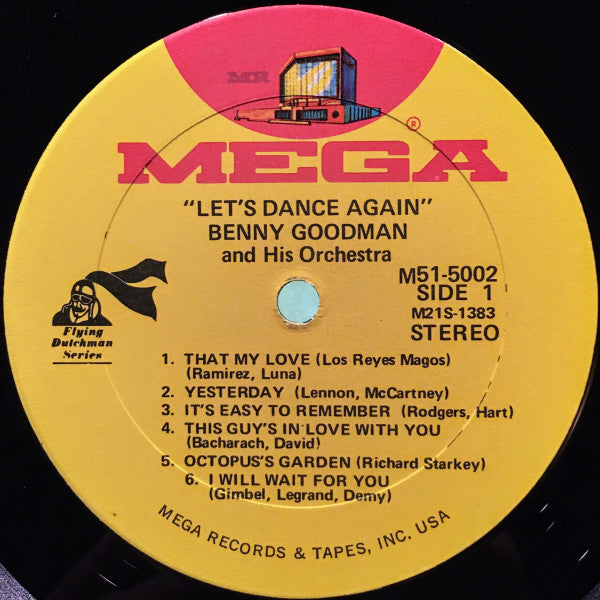 MR
®
MEGA
"LET'S DANCE AGAIN"
BENNY GOODMAN
and His Orchestra
M51-5002
SIDE 1
M21S-1383
STEREO
Flying
Dutchman
Series
1. THAT MY LOVE (Los Reyes Magos)
(Ramirez, Luna)
2. YESTERDAY (Lennon, McCartney)
3. IT'S EASY TO REMEMBER (Rodgers, Hart)
4. THIS GUY'S IN LOVE WITH YOU
(Bacharach, David)
5. OCTOPUS'S GARDEN (Richard Starkey)
6. I WILL WAIT FOR YOU
(Gimbel, Legrand, Demy)
MEGA RECORDS & TAPES, INC. USA